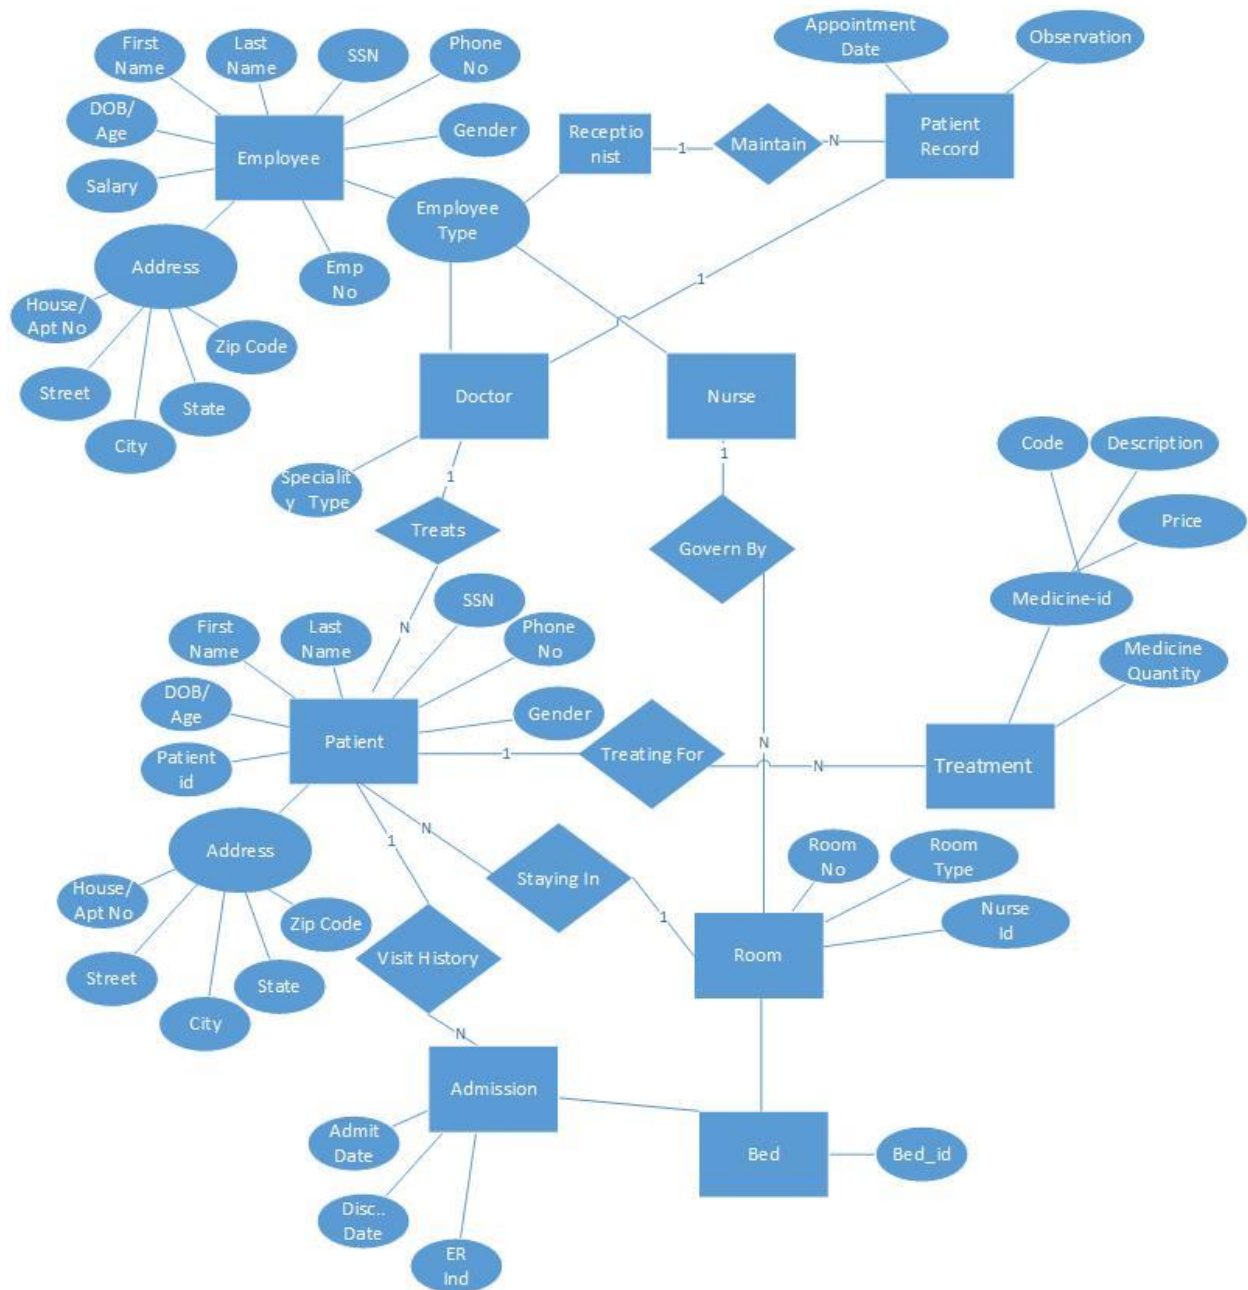 First
Name
Last
Name
SSN
Phone
No
Appointment
Date
Observation
DOB/
Age
Gender
Employee
Receptio
nist
1
Maintain
N
Patient
Record
Salary
Employee
Type
Address
Emp
No
1
House/
Apt No
Zip Code
Street
State
City
Doctor
Nurse
1
1
Code
Description
Specialit
y Type
Treats
Govern By
Price
Medicine-id
N
SSN
First
Name
Last
Name
Phone
No
Medicine
Quantity
DOB/
Age
Gender
Patient
Patient
id
1
Treating For
N
N
Treatment
Address
1
N
Staying In
1
Room
No
Room
Type
Nurse
Id
House/
Apt No
Zip Code
Street
State
City
Visit History
Room
N
Admission
Admit
Date
Bed
Bed_id
Disc..
Date
ER
Ind